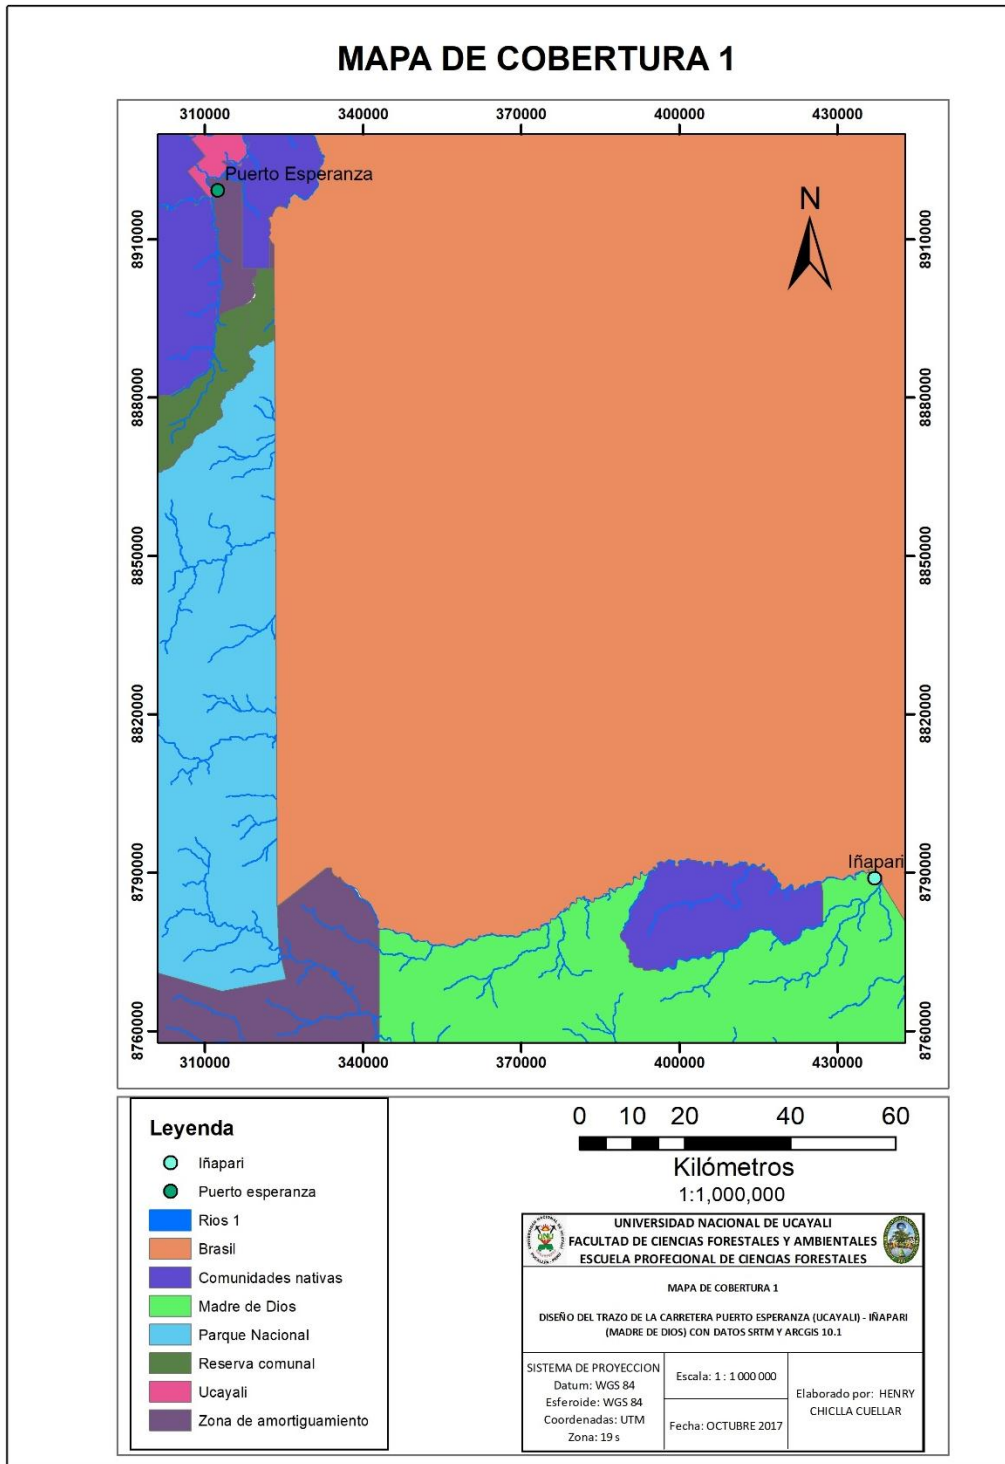 MAPA DE COBERTURA 1
310000 340000 370000 400000 430000
Puerto Esperanza
N
8910000 8910000
8880000 8880000
8850000 8850000
8820000 8820000
Iñapari
8790000 8790000
8760000 8760000
310000 340000 370000 400000 430000
Leyenda
Iñapari
Puerto esperanza
Rios 1
Brasil
Comunidades nativas
Madre de Dios
Parque Nacional
Reserva comunal
Ucayali
Zona de amortiguamiento
0 10 20 40 60
Kilómetros
1:1,000,000
UNIVERSIDAD NACIONAL DE UCAYALI
FACULTAD DE CIENCIAS FORESTALES Y AMBIENTALES
ESCUELA PROFECIONAL DE CIENCIAS FORESTALES
MAPA DE COBERTURA 1
DISEÑO DEL TRAZO DE LA CARRETERA PUERTO ESPERANZA (UCAYALI) - IÑAPARI
(MADRE DE DIOS) CON DATOS SRTM Y ARCGIS 10.1
SISTEMA DE PROYECCION
Datum: WGS 84
Esferoide: WGS 84
Coordenadas: UTM
Zona: 19 s
Escala: 1 : 1 000 000
Fecha: OCTUBRE 2017
Elaborado por: HENRY
CHICLLA CUELLAR